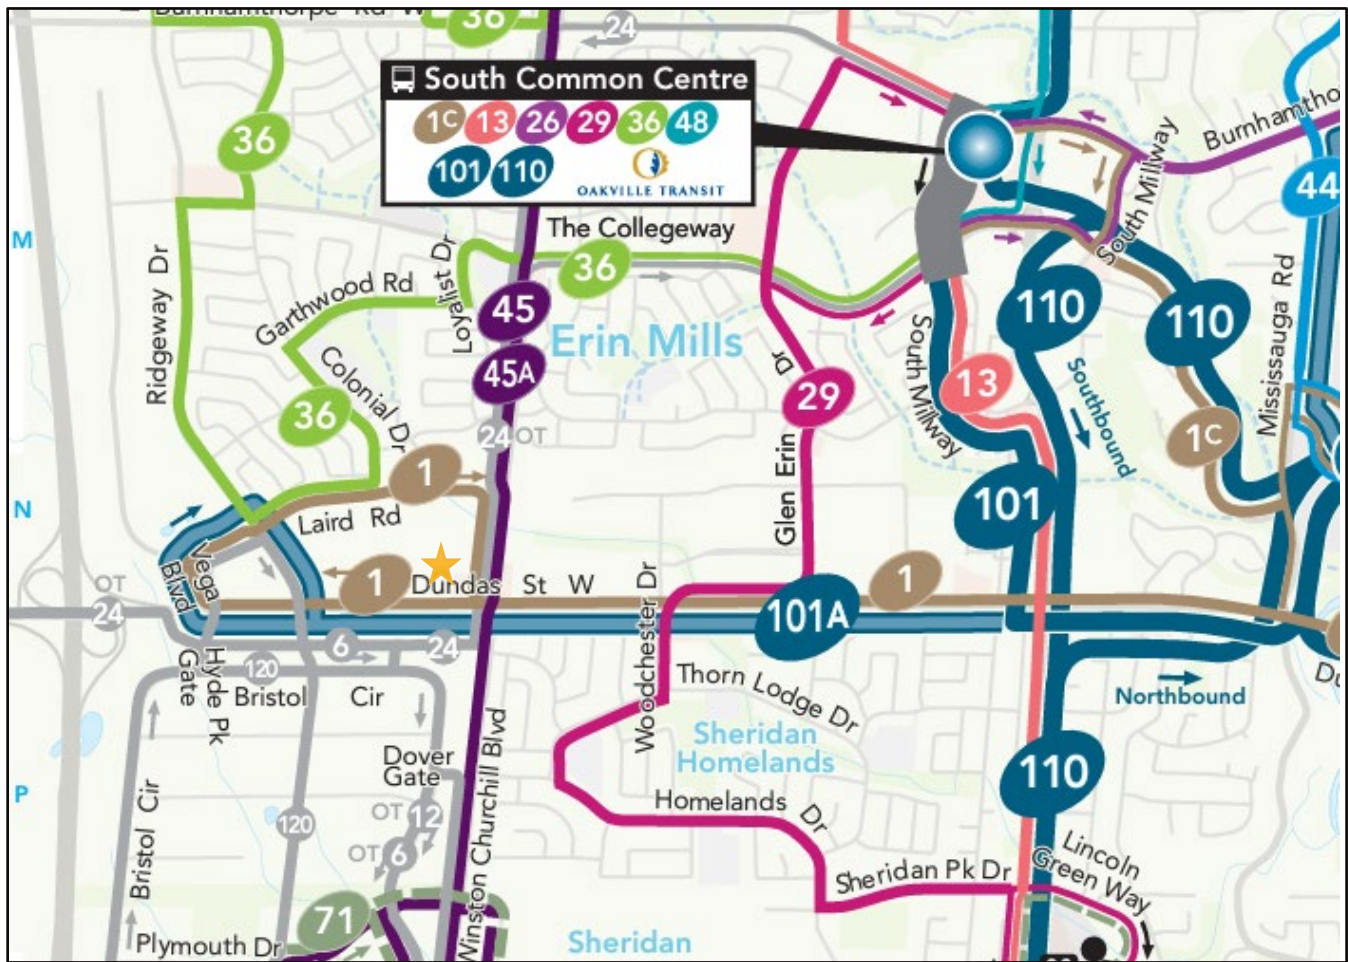 Burnhamthorpe Rd W
36
24
South Common Centre
1C 13 26 29 36 48
101 110
OAKVILLE TRANSIT
Burnhamtho
South Millway
44
36
M
Ridgeway Dr
The Collegeway
36
Loyalist Dr
Garthwood Rd
45
Erin Mills
45A
110
110
Mississauga Rd
Colonial Dr
36
Glen Erin Dr
29
South Millway
13
Southbound
24 OT
1C
1
N
Laird Rd
101
Vega Blvd
OT
24
1
Dundas St W
1
Woodchester Dr
101A
6
24
120
Hyde Pk Gate
Bristol Cir
Thorn Lodge Dr
Northbound
Du
Sheridan
Homelands
Dover
Gate
Winston Churchill Blvd
110
P
Bristol Cir
120
OT 12
OT 6
Homelands Dr
Lincoln
Green Way
Sheridan Pk Dr
71
Plymouth Dr
Sheridan